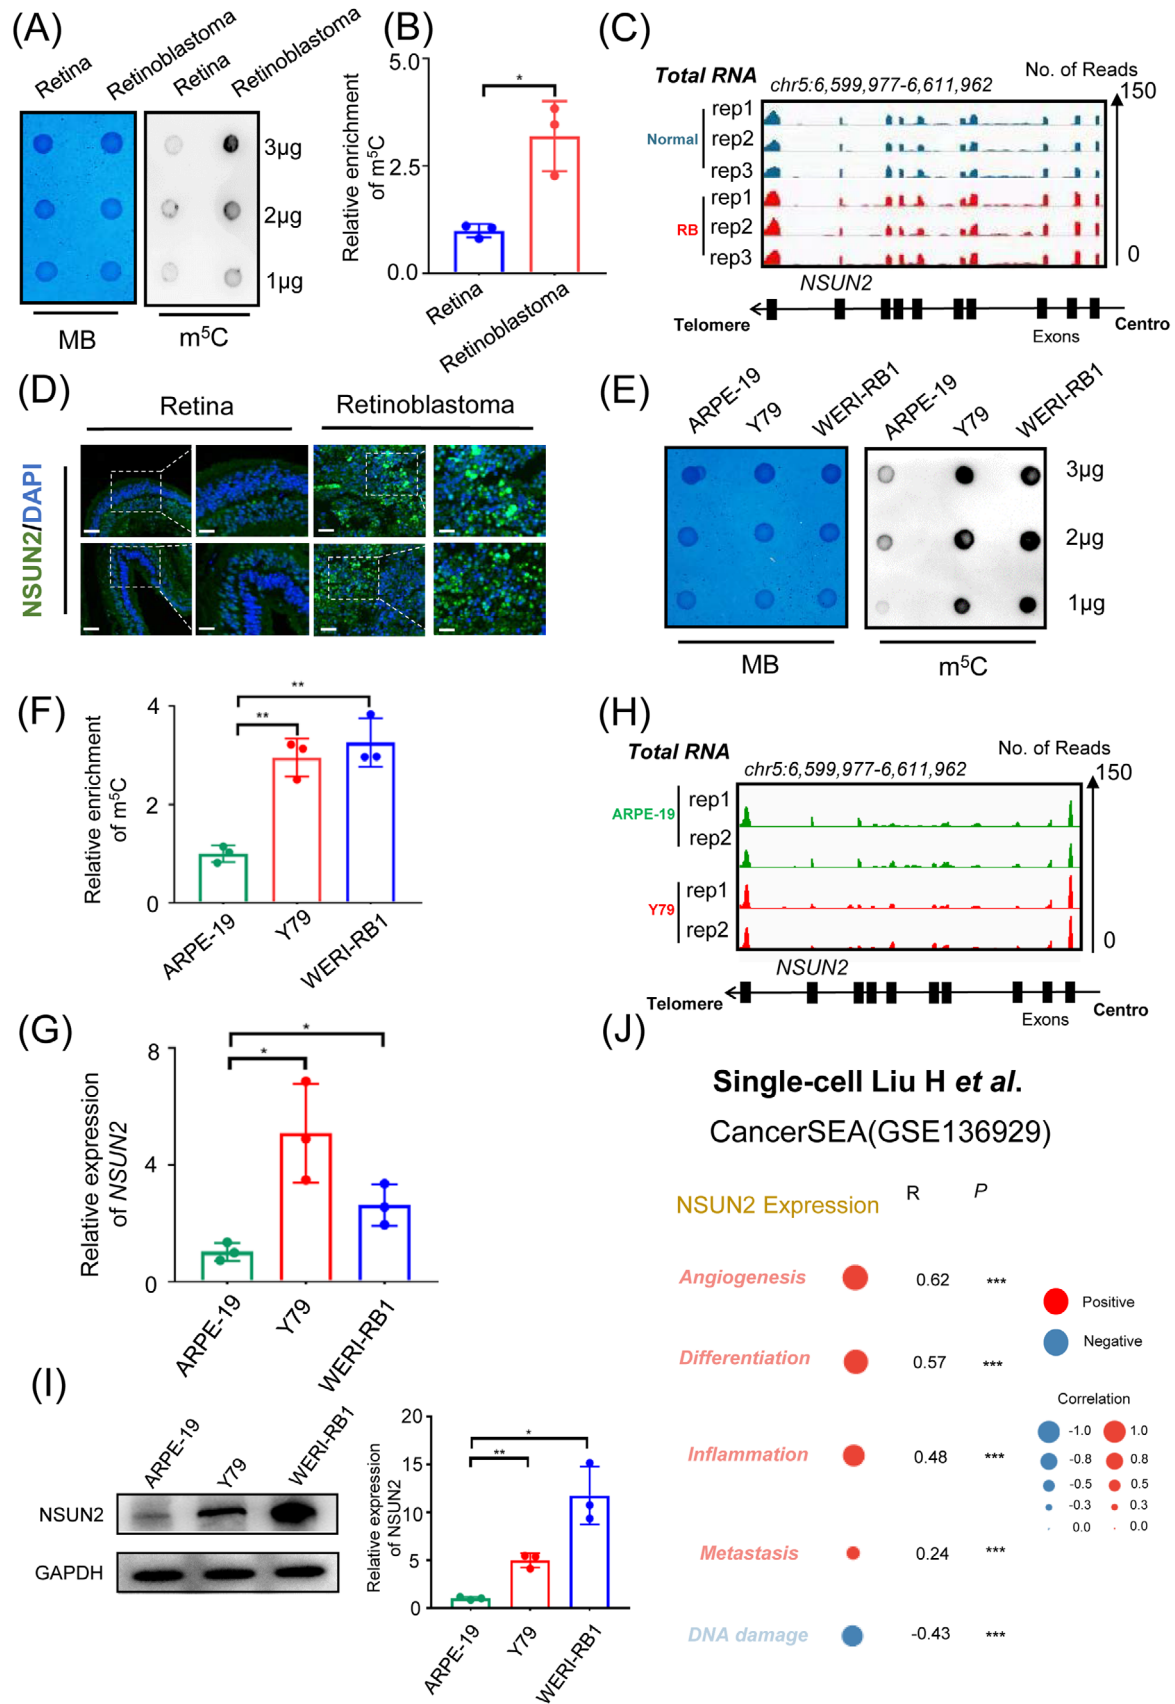 (A)
Retina
Retinoblastoma
Retina
Retinoblastoma
3µg
2µg
1µg
MB
m⁵C
(B)
Relative enrichment
of m⁵C
5.0
2.5
0.0
*
Retina
Retinoblastoma
(C)
Total RNA
chr5:6,599,977-6,611,962
No. of Reads
150
0
Normal
rep1
rep2
rep3
RB
rep1
rep2
rep3
NSUN2
Telomere
Exons
Centro
(D)
Retina
Retinoblastoma
NSUN2/DAPI
(E)
ARPE-19
Y79
WERI-RB1
ARPE-19
Y79
WERI-RB1
3µg
2µg
1µg
MB
m⁵C
(F)
Relative enrichment
of m⁵C
4
2
0
**
**
ARPE-19
Y79
WERI-RB1
(H)
Total RNA
chr5:6,599,977-6,611,962
No. of Reads
150
0
ARPE-19
rep1
rep2
Y79
rep1
rep2
NSUN2
Telomere
Exons
Centro
(G)
Relative expression
of NSUN2
8
4
0
*
*
ARPE-19
Y79
WERI-RB1
(I)
ARPE-19
Y79
WERI-RB1
NSUN2
GAPDH
Relative expression
of NSUN2
20
15
10
5
0
*
**
ARPE-19
Y79
WERI-RB1
(J)
Single-cell Liu H et al.
CancerSEA(GSE136929)
NSUN2 Expression R P
Angiogenesis 0.62 ***
Differentiation 0.57 ***
Inflammation 0.48 ***
Metastasis 0.24 ***
DNA damage -0.43 ***
Positive
Negative
Correlation
-1.0 1.0
-0.8 0.8
-0.5 0.5
-0.3 0.3
0.0 0.0